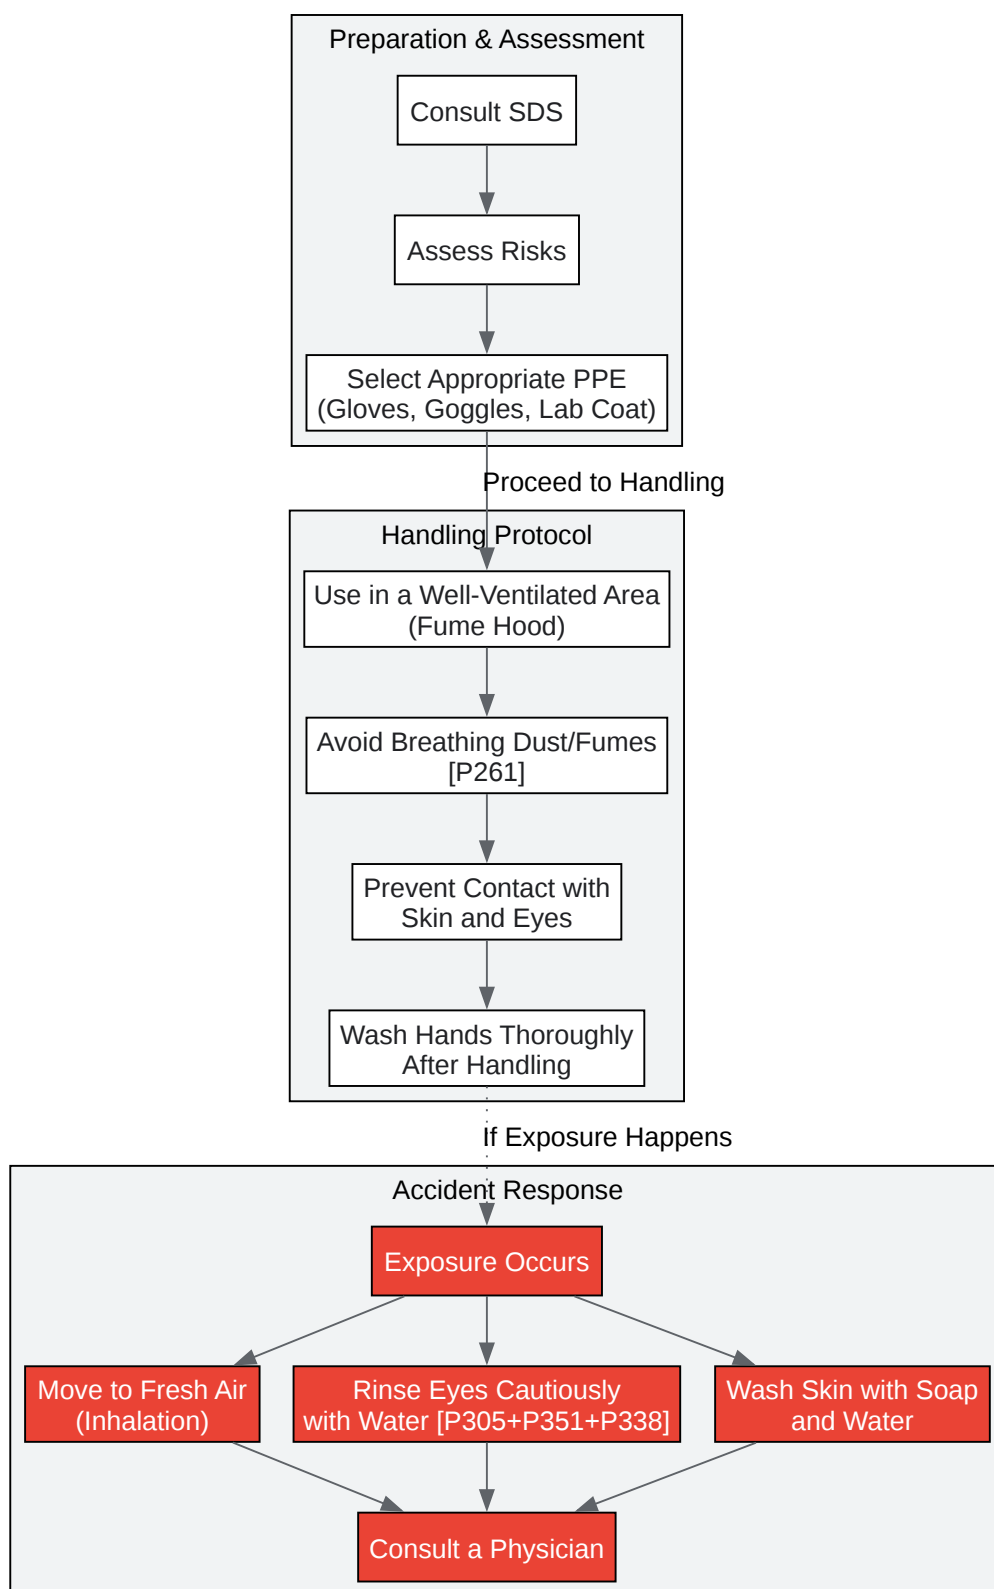 Preparation & Assessment
Consult SDS
Assess Risks
Select Appropriate PPE
(Gloves, Goggles, Lab Coat)
Proceed to Handling
Handling Protocol
Use in a Well-Ventilated Area
(Fume Hood)
Avoid Breathing Dust/Fumes
[P261]
Prevent Contact with
Skin and Eyes
Wash Hands Thoroughly
After Handling
If Exposure Happens
Accident Response
Exposure Occurs
Move to Fresh Air
(Inhalation)
Rinse Eyes Cautiously
with Water [P305+P351+P338]
Wash Skin with Soap
and Water
Consult a Physician